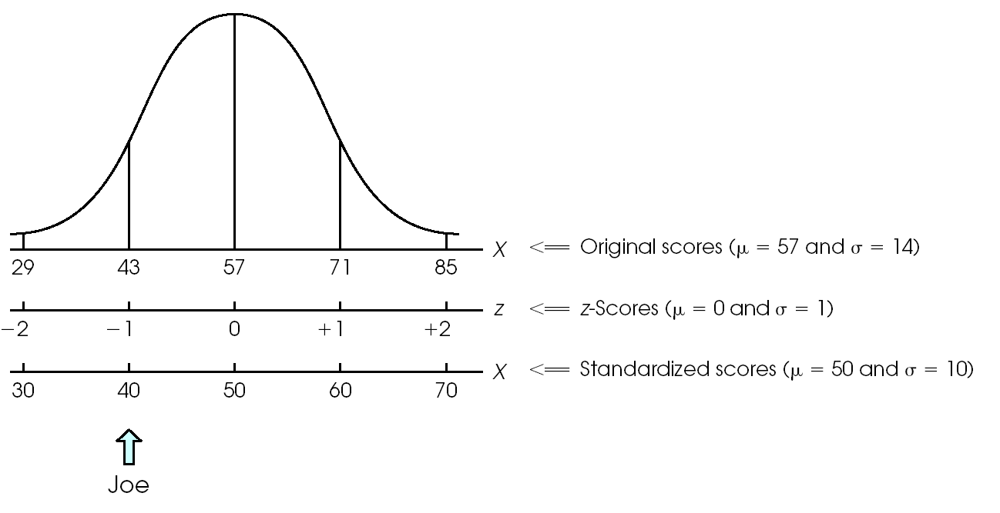 X <== Original scores (μ = 57 and σ = 14)
29 43 57 71 85
z <== z-Scores (μ = 0 and σ = 1)
−2 −1 0 +1 +2
X <== Standardized scores (μ = 50 and σ = 10)
30 40 50 60 70
Joe